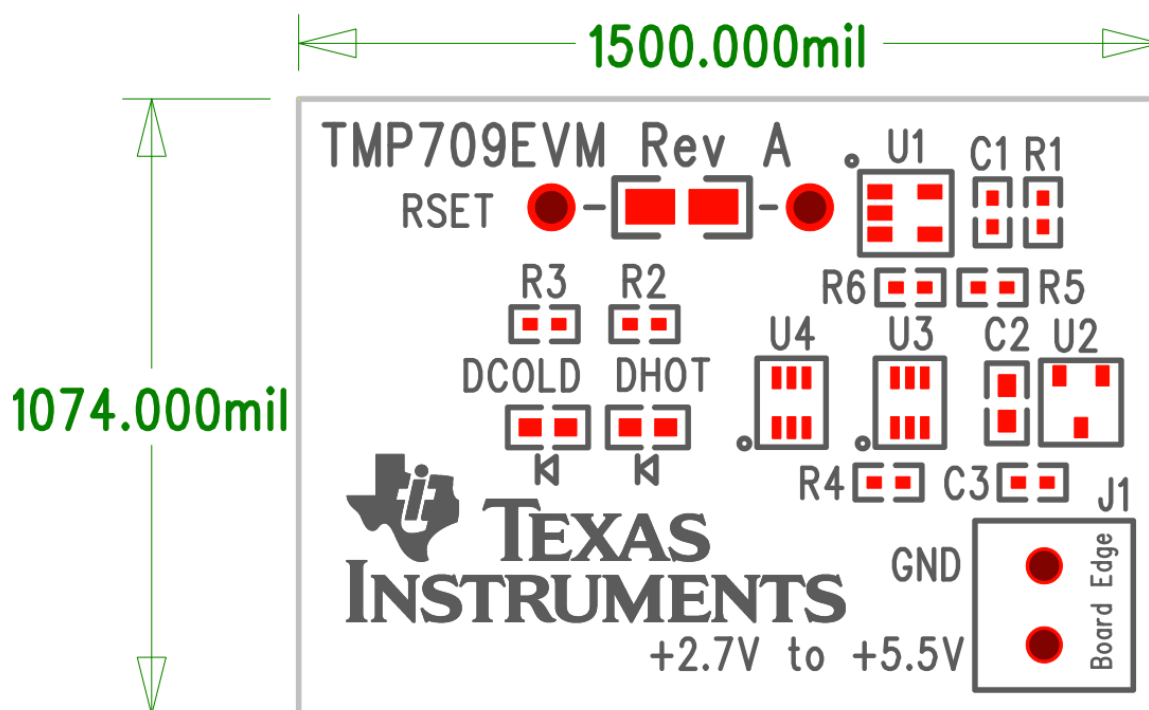 1500.000mil
TMP709EVM Rev A
U1
C1
R1
RSET
R3
R2
R6
R5
U4
U3
C2
U2
DCOLD
DHOT
1074.000mil
R4
C3
J1
TEXAS
INSTRUMENTS
GND
Board Edge
+2.7V to +5.5V